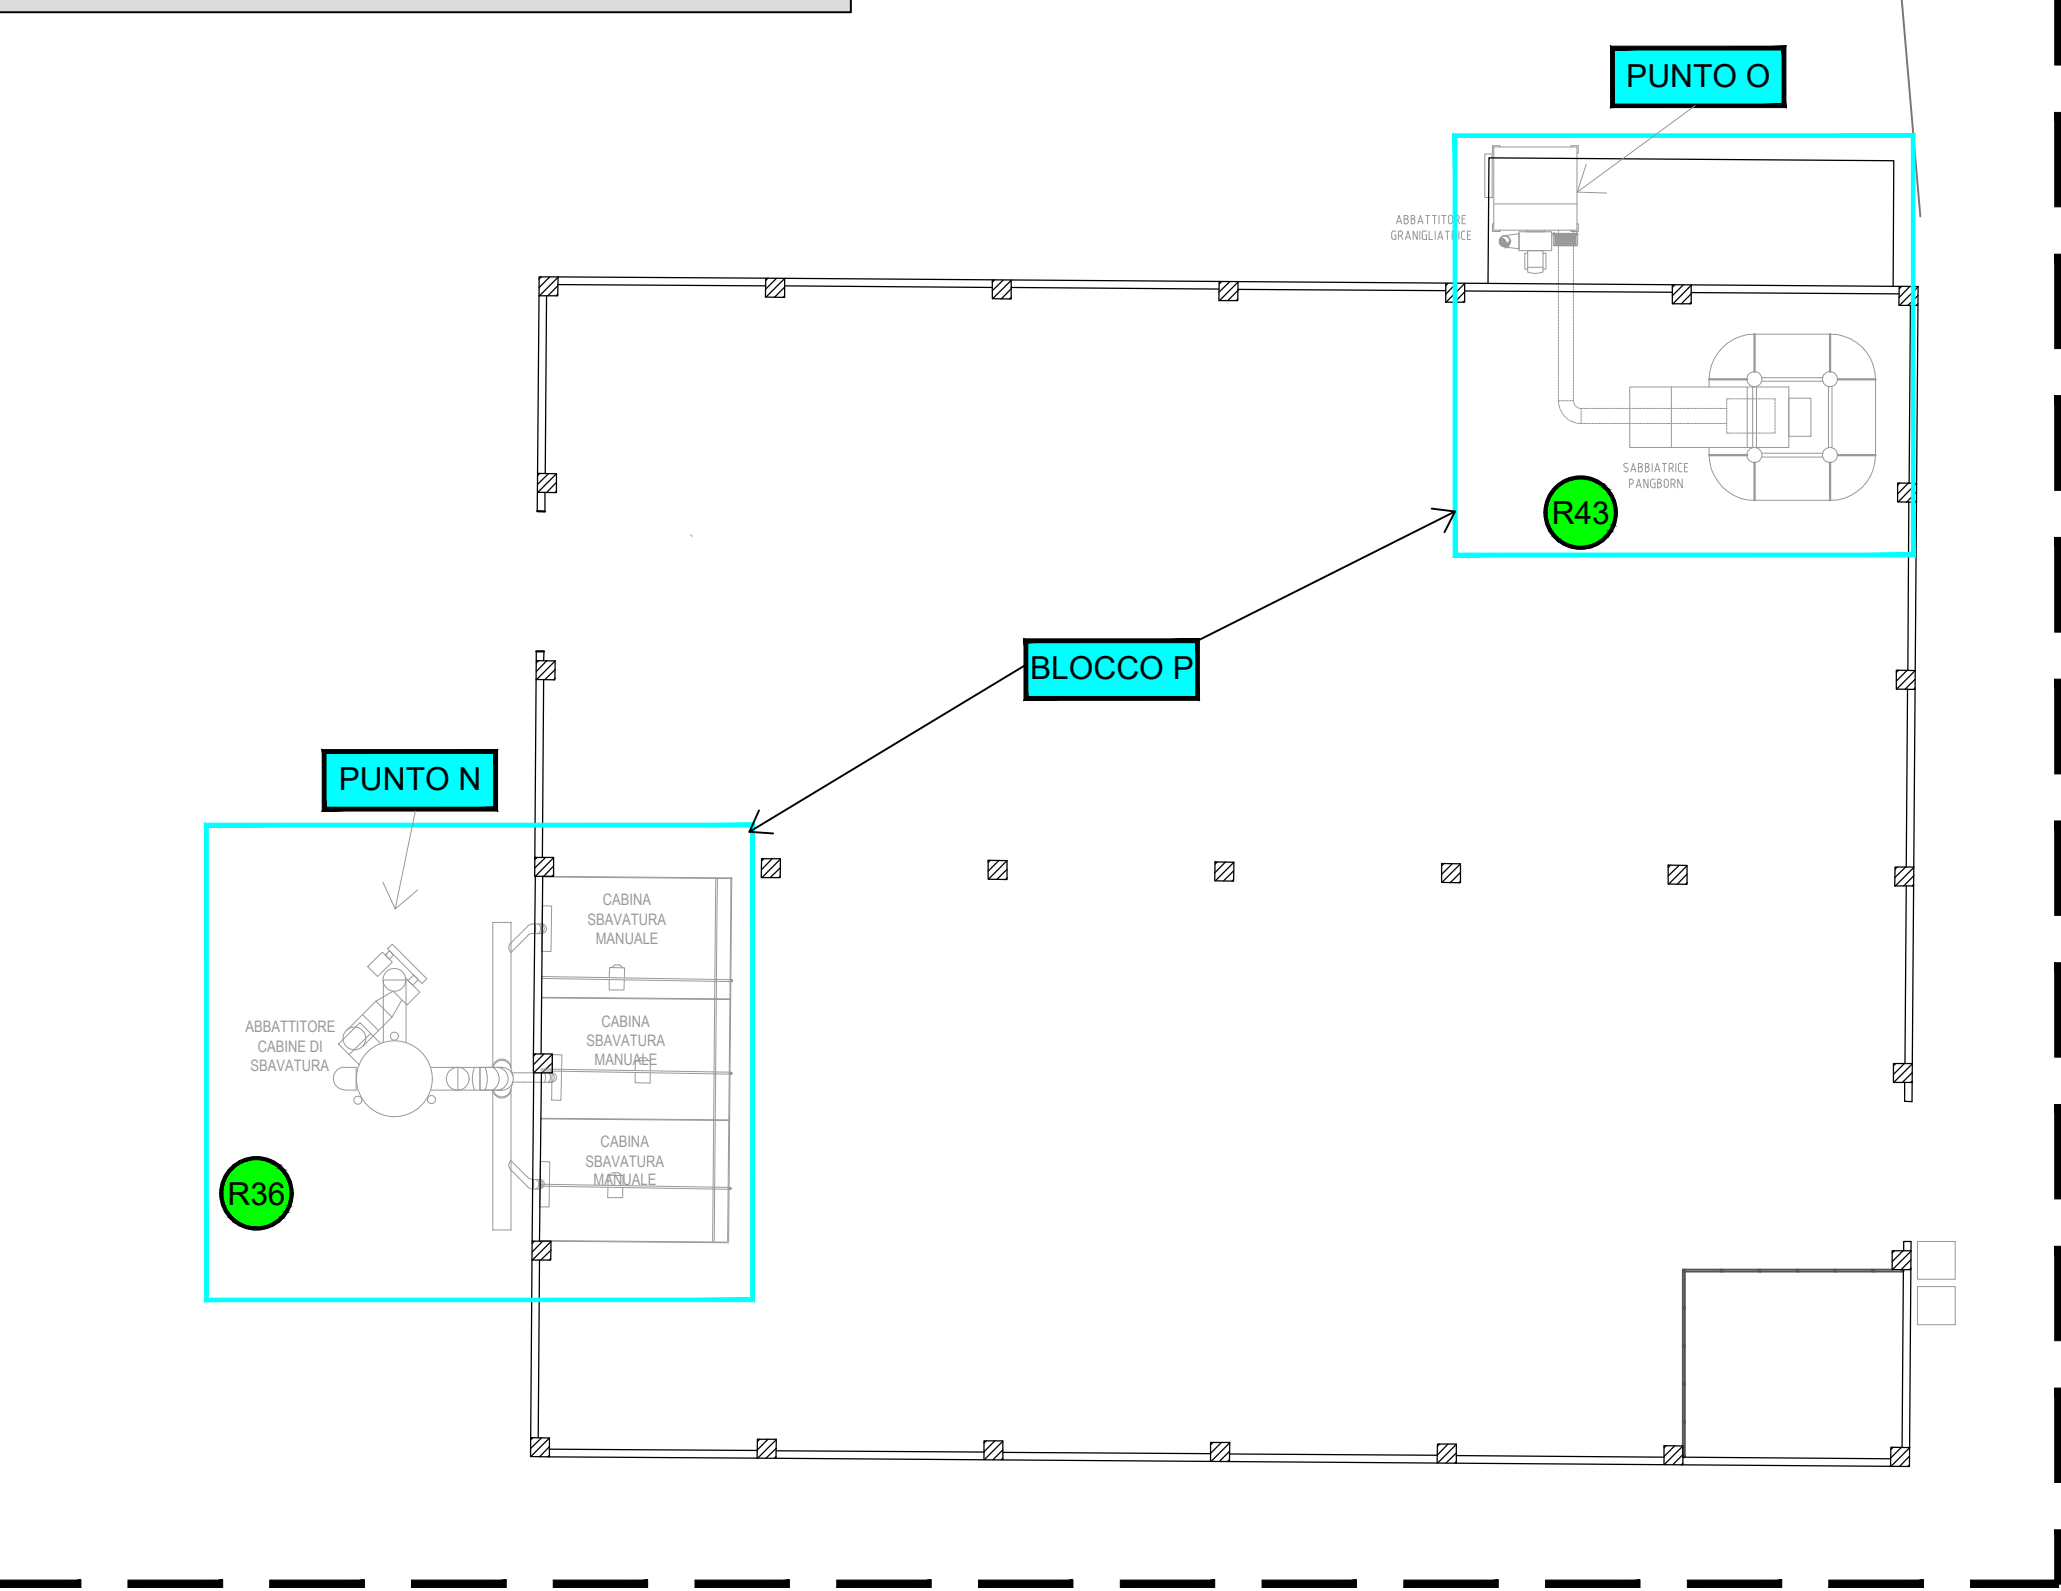 PUNTO O
ABBATTITORE
GRANIGLIATRICE
SABBIATRICE
PANGBORN
R43
BLOCCO P
PUNTO N
CABINA
SBAVATURA
MANUALE
ABBATTITORE
CABINE DI
SBAVATURA
CABINA
SBAVATURA
MANUALE
CABINA
SBAVATURA
MANUALE
R36